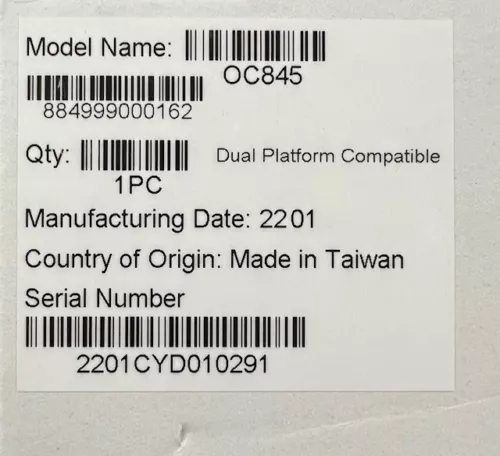 Model Name:
OC845
884999000162
Qty:
Dual Platform Compatible
1PC
Manufacturing Date: 2201
Country of Origin: Made in Taiwan
Serial Number
2201CYD010291